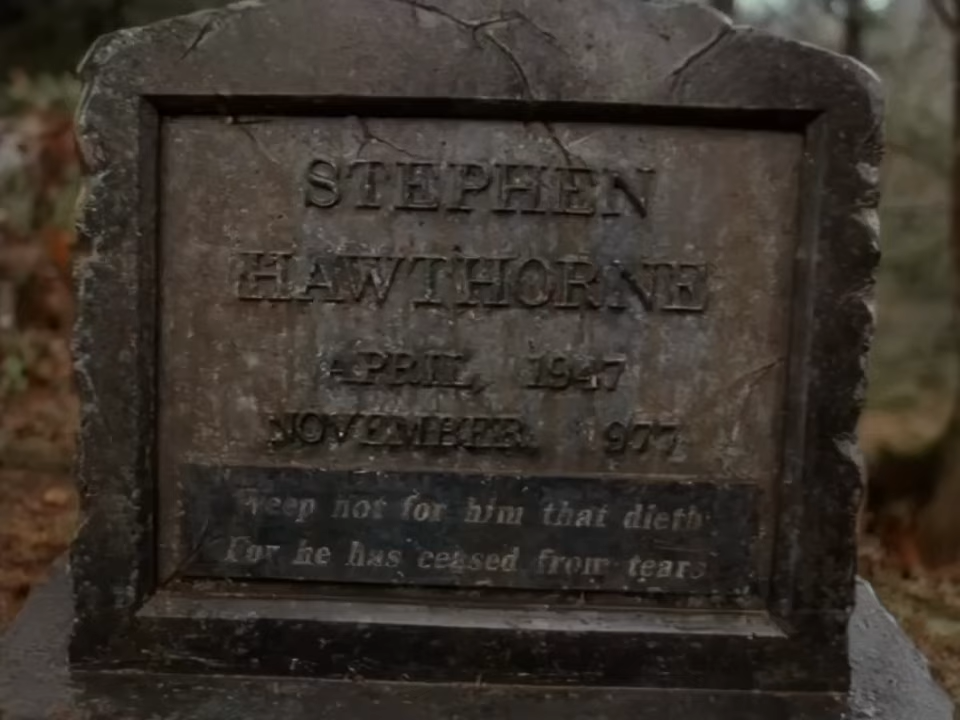 STEPHEN
HAWTHORNE
APRIL, 1947
NOVEMBER, 977
Weep not for him that dieth
For he has ceased from tears